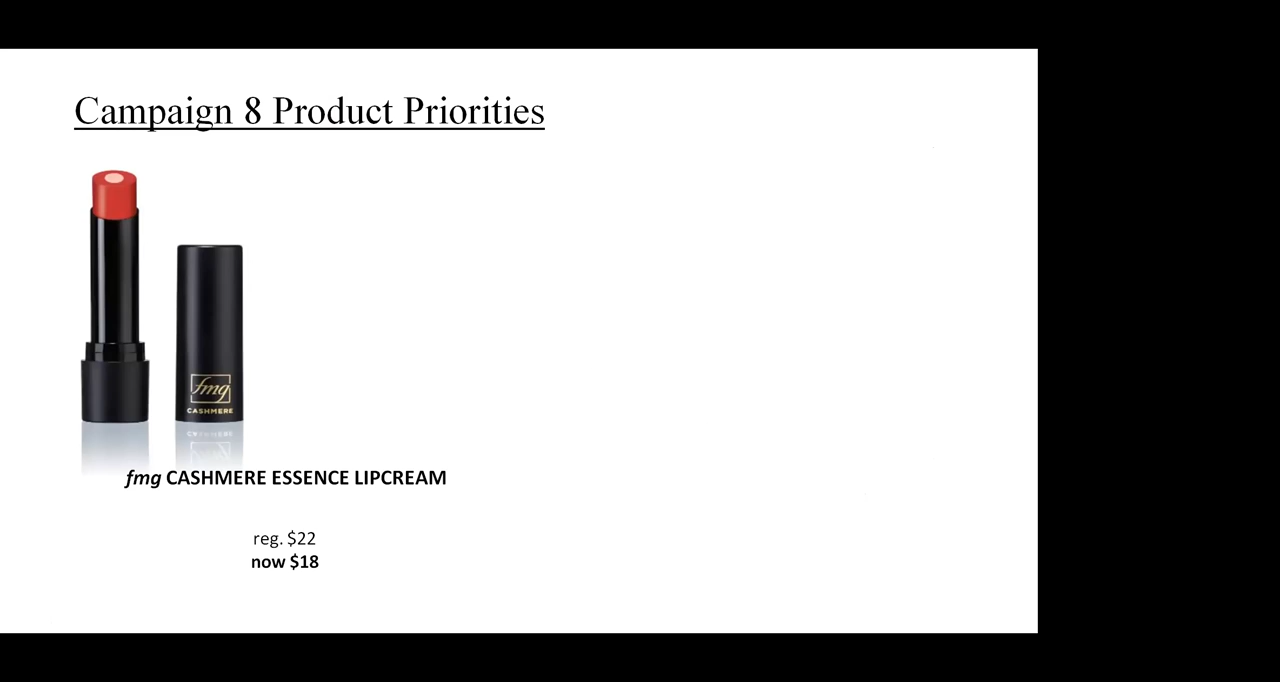 Campaign 8 Product Priorities
fmg
CASHMERE
fmg CASHMERE ESSENCE LIPCREAM
reg. $22
now $18